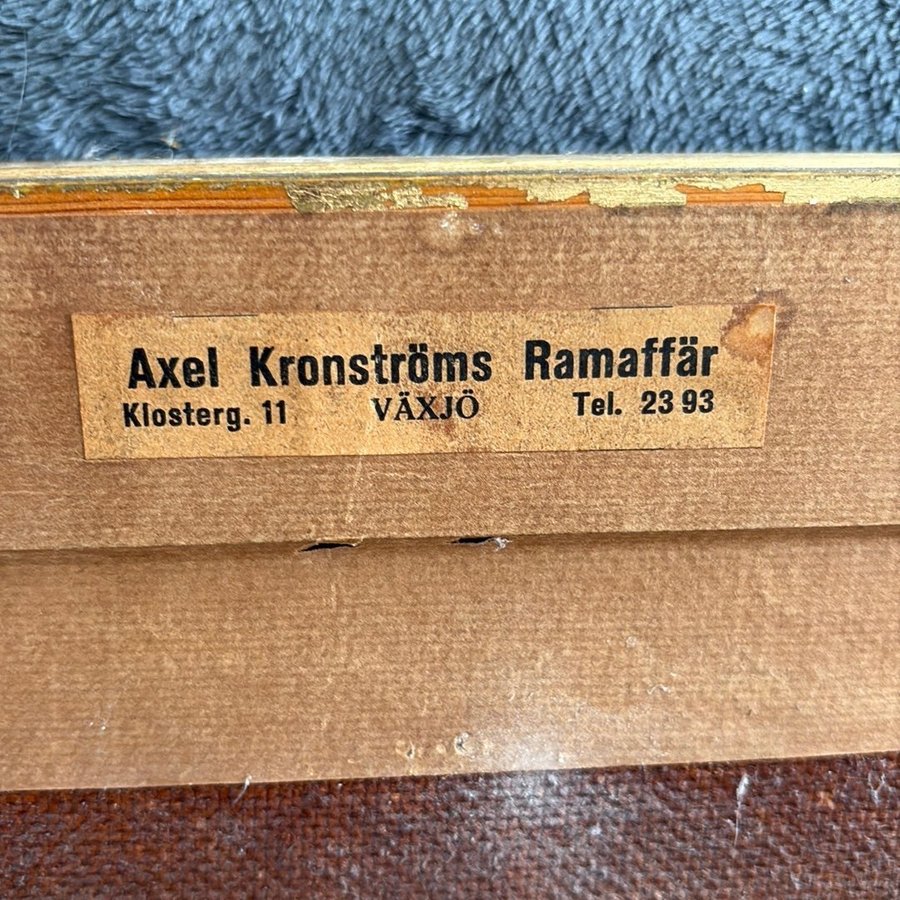 Axel Kronströms Ramaffär
Klosterg. 11 VÄXJÖ Tel. 23 93